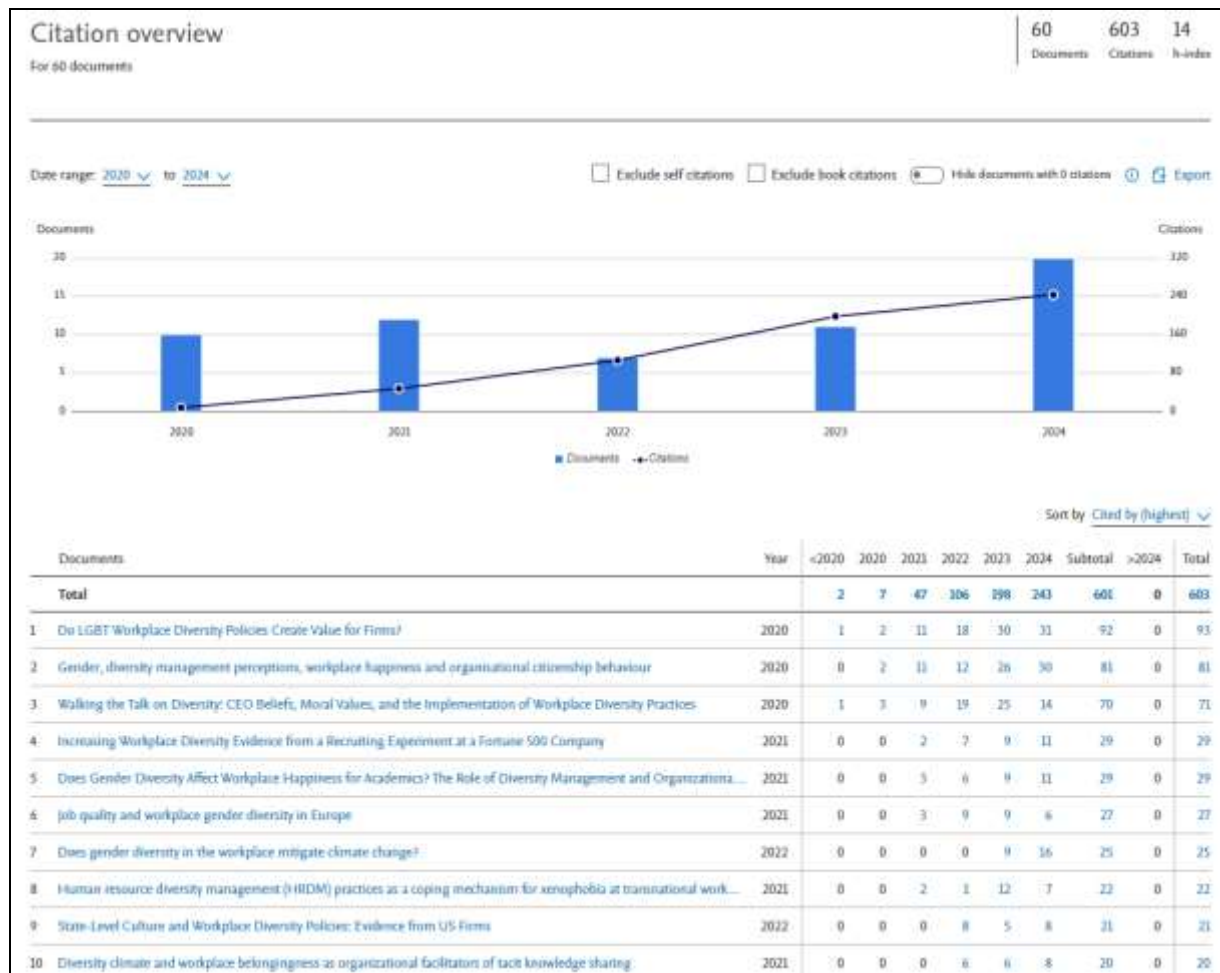 Citation overview
For 60 documents
60 603 14
Documents Citations h-index
Date range: 2020 to 2024
Exclude self citations Exclude book citations Hide documents with 0 citations Export
Documents Citations
20 320
15 240
10 160
5 80
0 0
2020 2021 2022 2023 2024
Documents Citations
Sort by Cited by (highest)
Documents Year <2020 2020 2021 2022 2023 2024 Subtotal >2024 Total
Total 2 7 47 106 198 243 601 0 603
1 Do LGBT Workplace Diversity Policies Create Value for Firms? 2020 1 2 11 18 30 31 92 0 93
2 Gender, diversity management perceptions, workplace happiness and organisational citizenship behaviour 2020 0 2 11 12 26 30 81 0 81
3 Walking the Talk on Diversity: CEO Beliefs, Moral Values, and the Implementation of Workplace Diversity Practices 2020 1 3 9 19 25 14 70 0 71
4 Increasing Workplace Diversity Evidence from a Recruiting Experiment at a Fortune 500 Company 2021 0 0 2 7 9 11 29 0 29
5 Does Gender Diversity Affect Workplace Happiness for Academics? The Role of Diversity Management and Organizationa... 2021 0 0 3 6 9 11 29 0 29
6 Job quality and workplace gender diversity in Europe 2021 0 0 3 9 9 6 27 0 27
7 Does gender diversity in the workplace mitigate climate change? 2022 0 0 0 0 9 16 25 0 25
8 Human resource diversity management (HRDM) practices as a coping mechanism for xenophobia at transnational work... 2021 0 0 2 1 12 7 22 0 22
9 State-Level Culture and Workplace Diversity Policies: Evidence from US Firms 2022 0 0 0 8 5 8 21 0 21
10 Diversity climate and workplace belongingness as organizational facilitators of tacit knowledge sharing 2021 0 0 0 6 6 8 20 0 20